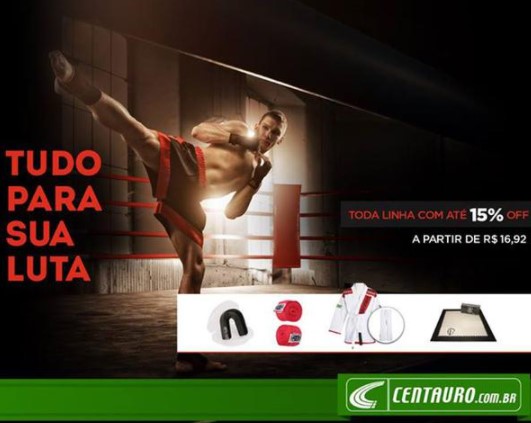 TUDO
PARA
SUA
LUTA
TODA LINHA COM ATÉ 15% OFF
A PARTIR DE R$ 16,92
CENTAURO.COM.BR